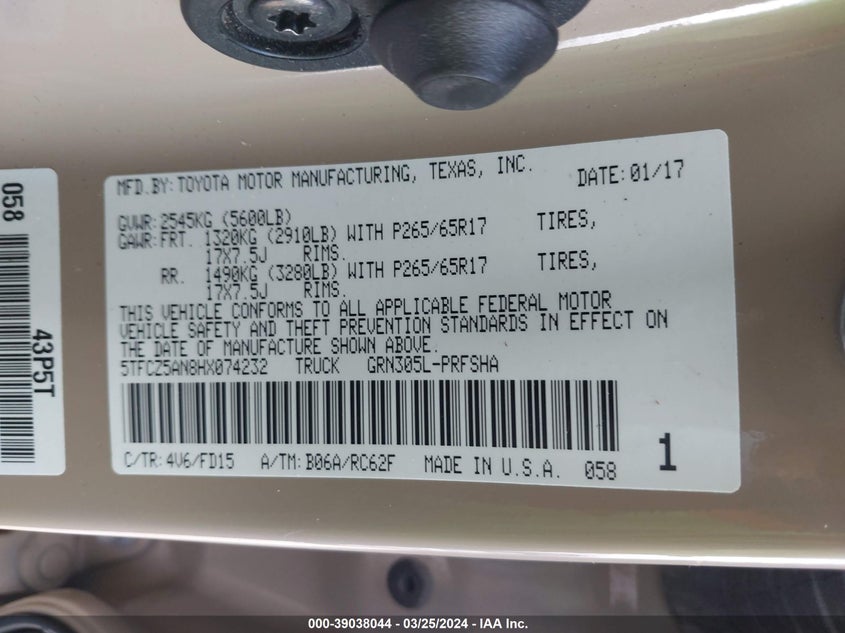 MFD.BY:TOYOTA MOTOR MANUFACTURING, TEXAS, INC. DATE:01/17
GVWR:2545KG (5600LB)
GAWR:FRT. 1320KG (2910LB) WITH P265/65R17 TIRES,
17X7.5J RIMS.
RR. 1490KG (3280LB) WITH P265/65R17 TIRES,
17X7.5J RIMS.
THIS VEHICLE CONFORMS TO ALL APPLICABLE FEDERAL MOTOR
VEHICLE SAFETY AND THEFT PREVENTION STANDARDS IN EFFECT ON
THE DATE OF MANUFACTURE SHOWN ABOVE.
5TFCZ5AN8HX074232 TRUCK GRN305L-PRFSHA
C/TR:4V6/FD15 A/TM:B06A/RC62F MADE IN U.S.A. 058
1
058
43P5T
000-39038044 / 03/25/2024 - IAA Inc.